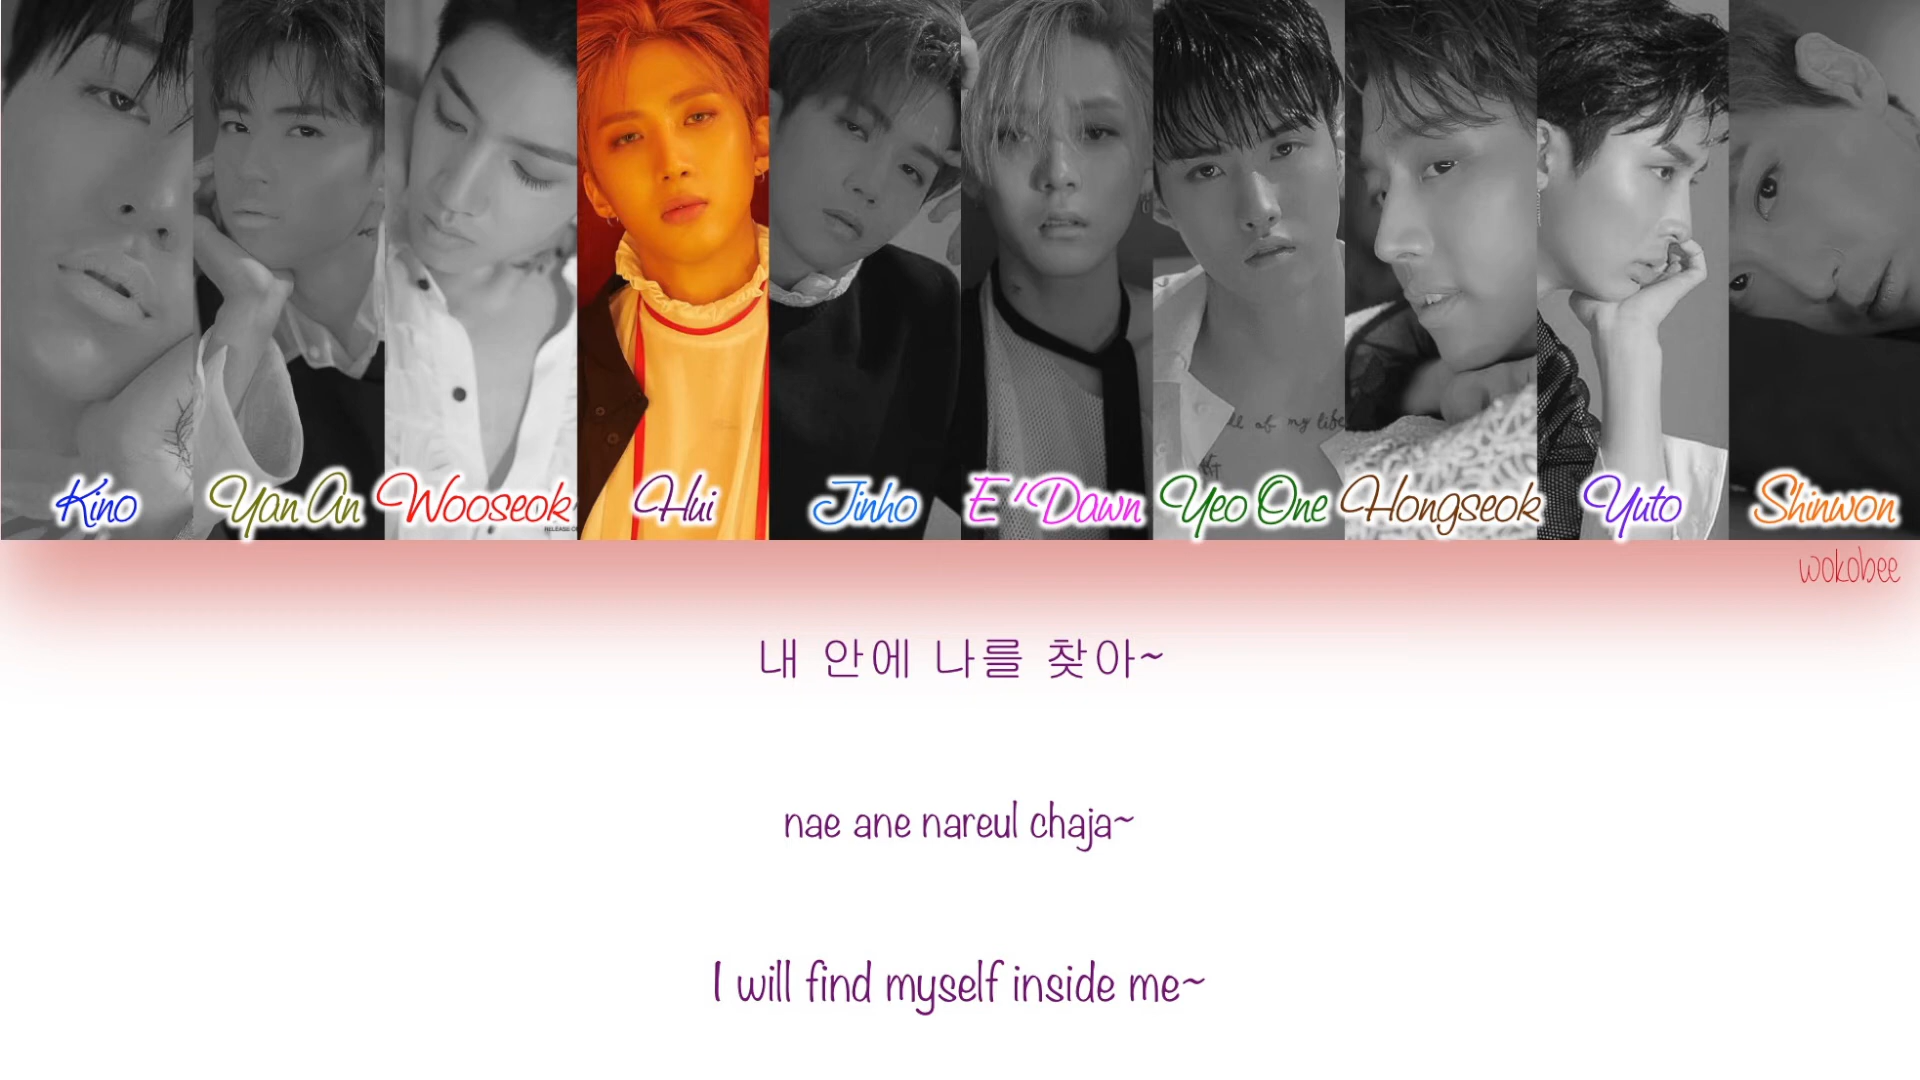 Kino Yan An Wooseok Hui Jinho E'Dawn Yeo One Hongseok Yuto Shinwon
wokobee
내 안에 나를 찾아~
nae ane nareul chaja~
I will find myself inside me~